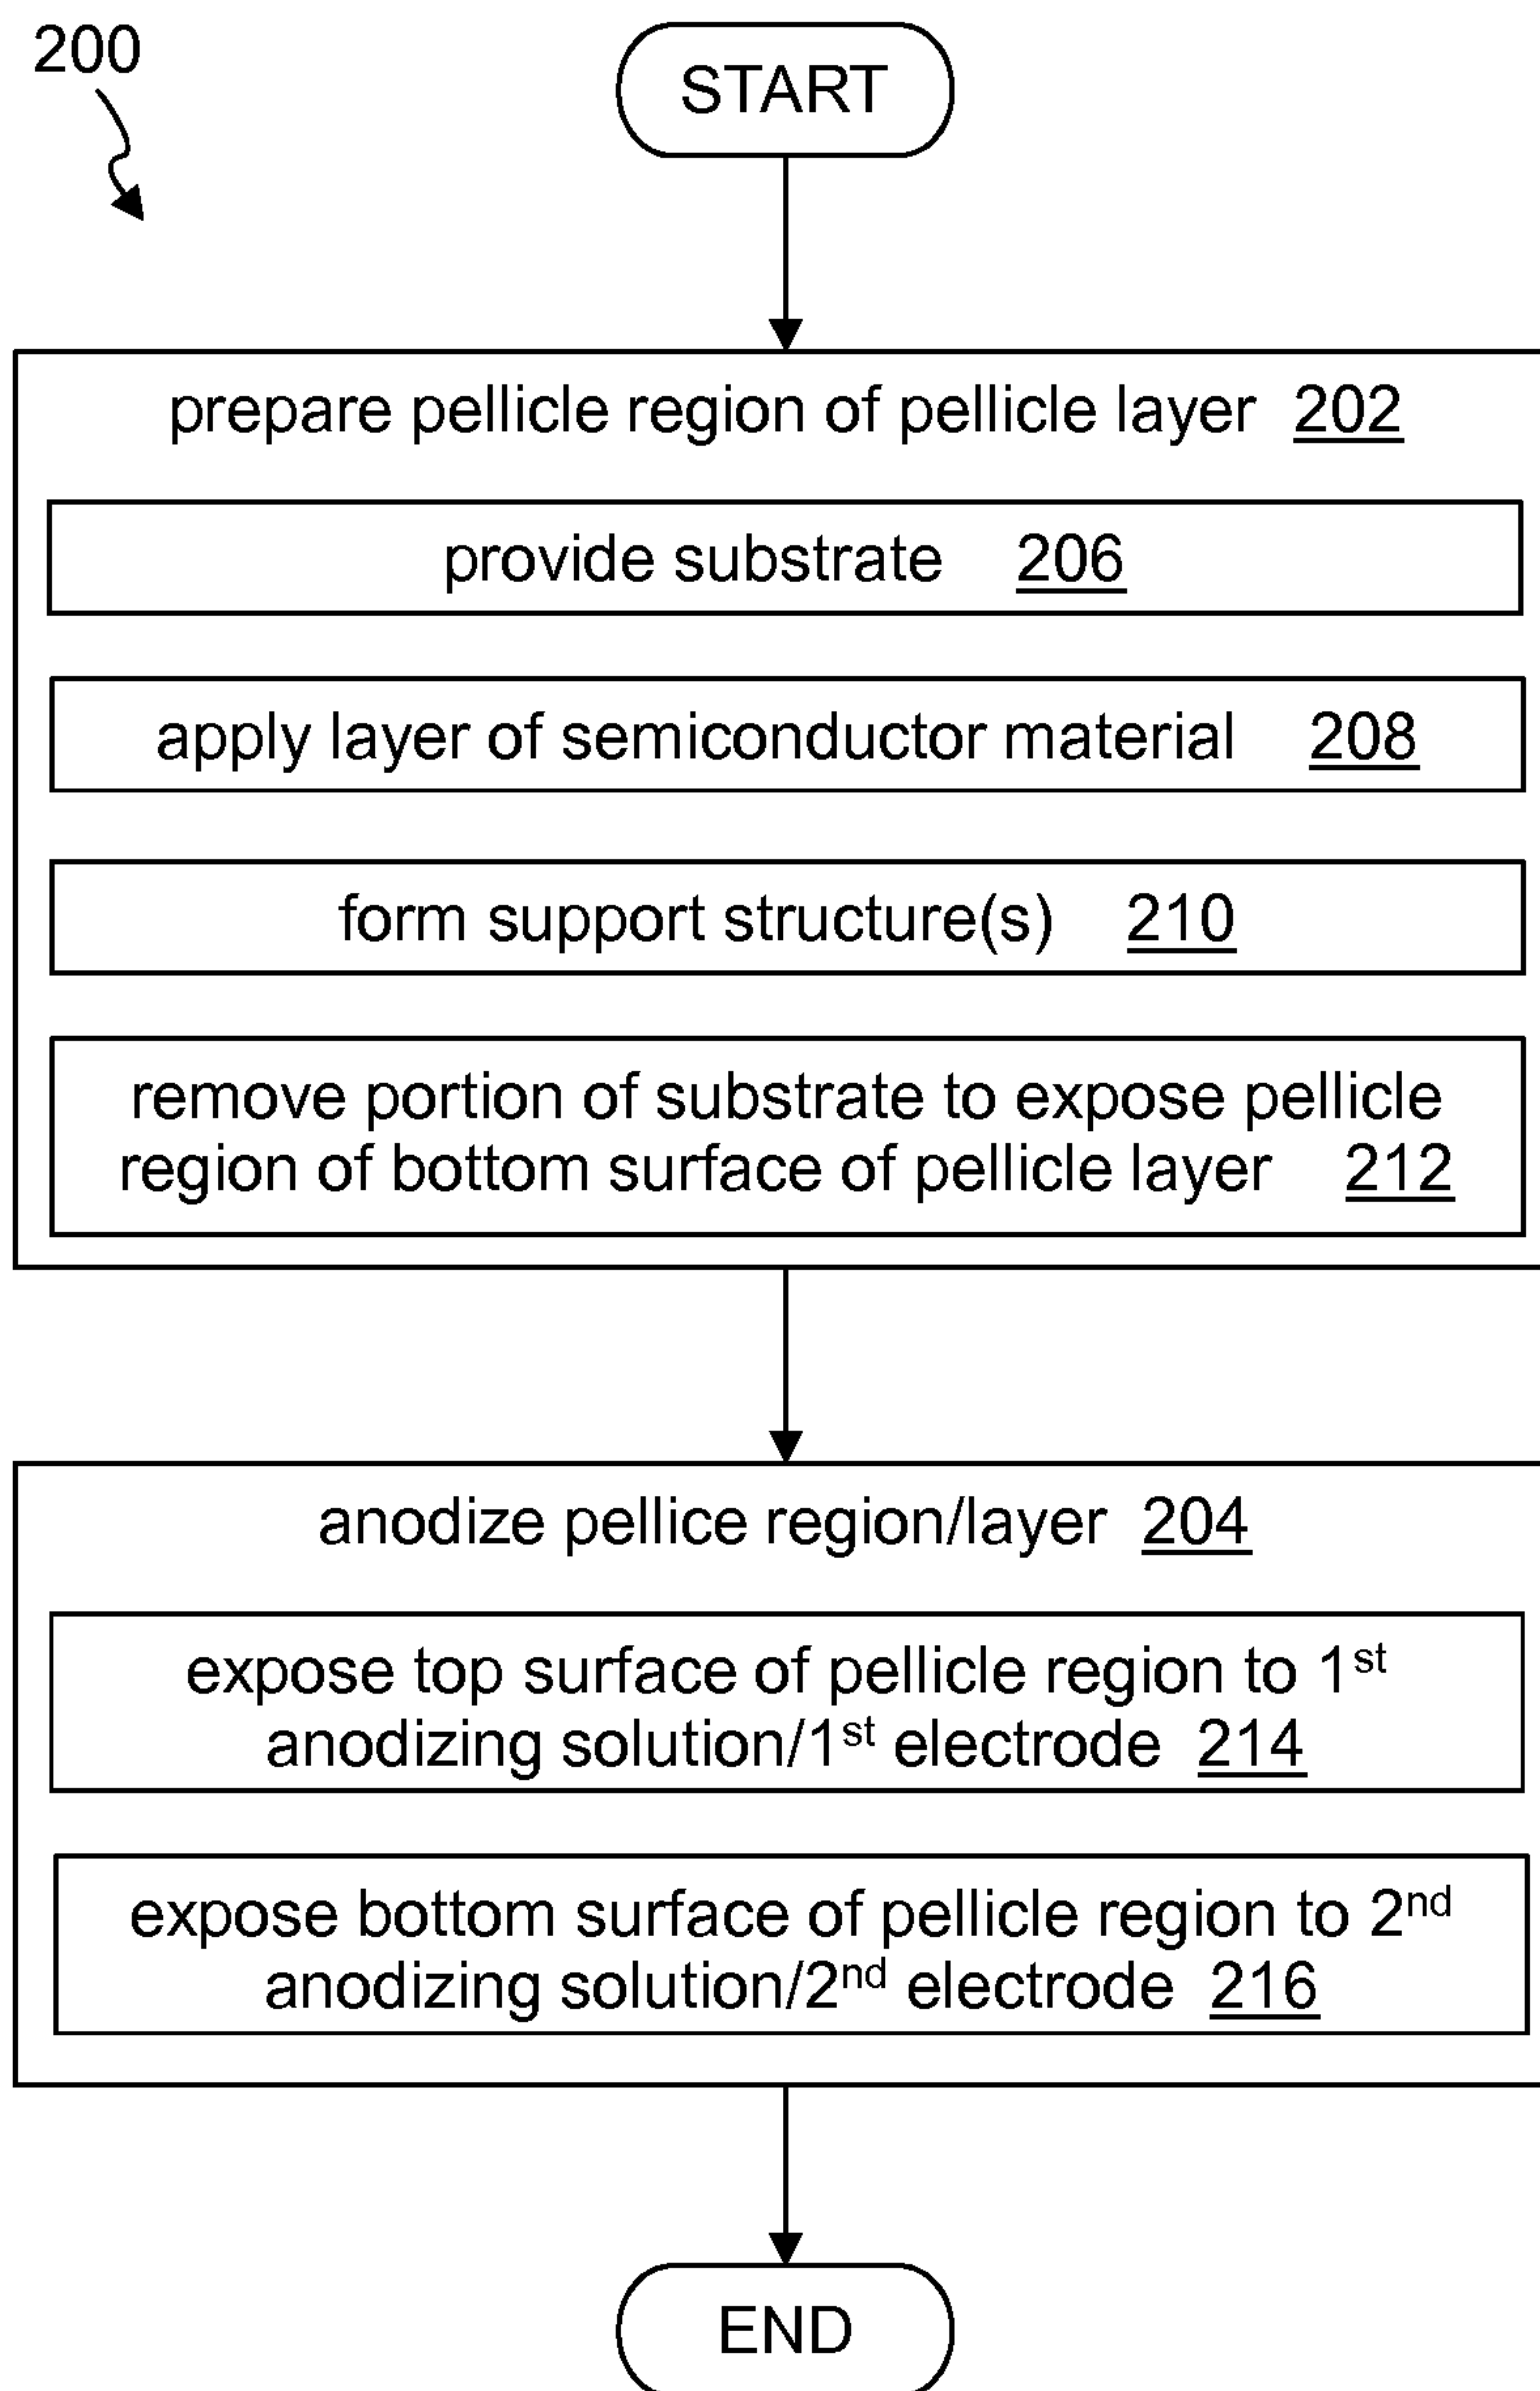 200
START
prepare pellicle region of pellicle layer 202
provide substrate 206
apply layer of semiconductor material 208
form support structure(s) 210
remove portion of substrate to expose pellicle
region of bottom surface of pellicle layer 212
anodize pellice region/layer 204
expose top surface of pellicle region to 1st
anodizing solution/1st electrode 214
expose bottom surface of pellicle region to 2nd
anodizing solution/2nd electrode 216
END